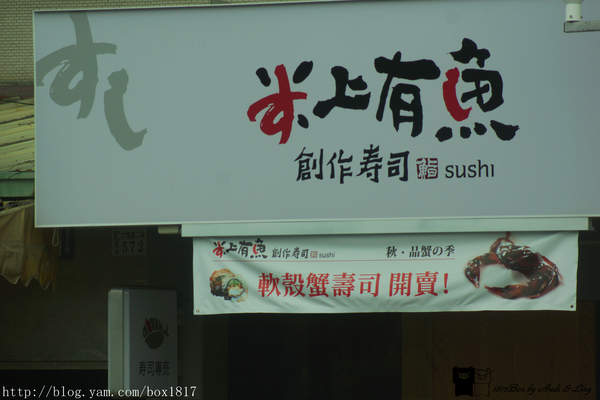 すし
米上有魚
創作寿司 鮨 sushi
米上有魚 創作寿司 鮨 sushi
秋・品蟹の季
軟殼蟹壽司 開賣!
寿司專売
http://blog.yam.com/box1817